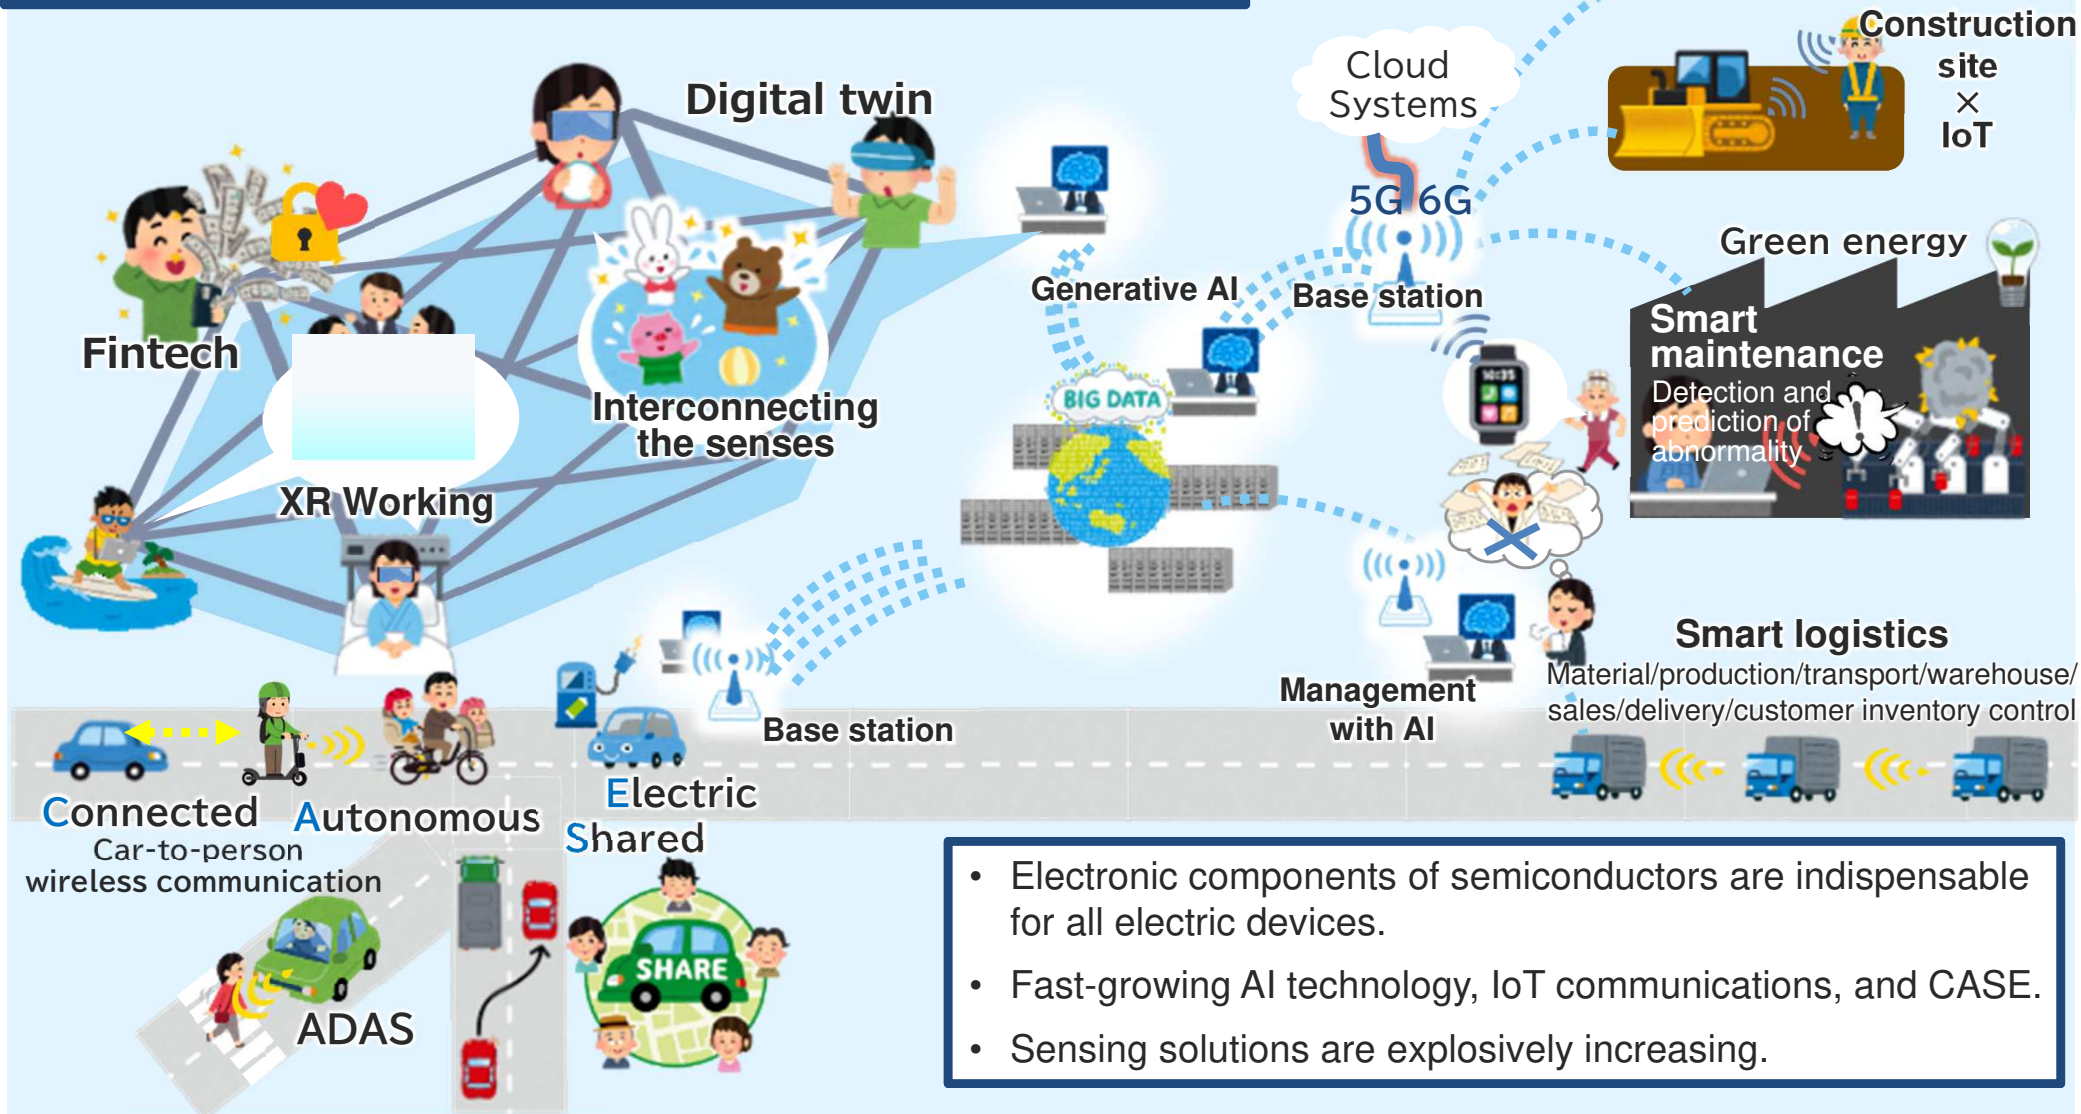 Digital twin
Cloud
Systems
Construction
site
×
IoT
5G 6G
Green energy
Generative AI
Base station
Fintech
Smart
maintenance
Detection and
prediction of
abnormality
10:35
BIG DATA
Interconnecting
the senses
XR Working
Smart logistics
Material/production/transport/warehouse/
sales/delivery/customer inventory control
Management
with AI
Base station
Connected
Car-to-person
wireless communication
Autonomous
Electric
Shared
SHARE
ADAS
• Electronic components of semiconductors are indispensable
for all electric devices.
• Fast-growing AI technology, IoT communications, and CASE.
• Sensing solutions are explosively increasing.